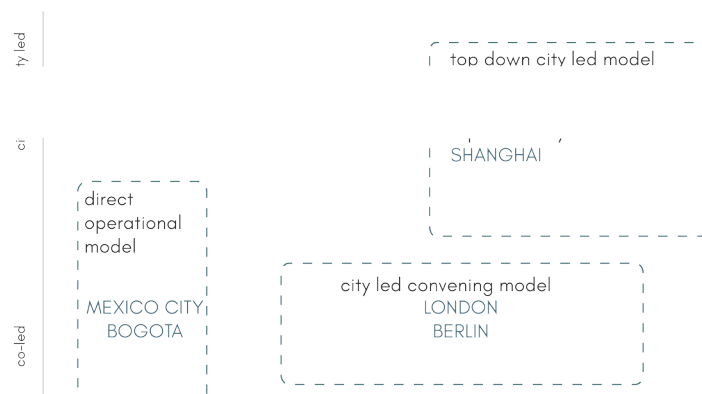 ty led
top down city led model
ci
SHANGHAI
direct
operational
model
city led convening model
MEXICO CITY
LONDON
BOGOTA
BERLIN
co-led